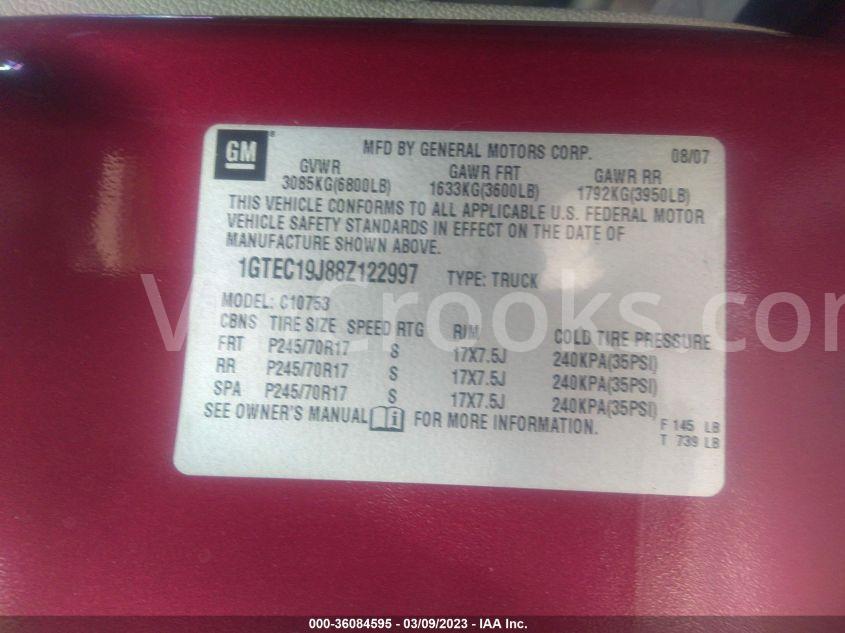 GM®
MFD BY GENERAL MOTORS CORP. 08/07
GVWR GAWR FRT GAWR RR
3085KG(6800LB) 1633KG(3600LB) 1792KG(3950LB)
THIS VEHICLE CONFORMS TO ALL APPLICABLE U.S. FEDERAL MOTOR
VEHICLE SAFETY STANDARDS IN EFFECT ON THE DATE OF
MANUFACTURE SHOWN ABOVE.
1GTEC19J88Z122997 TYPE: TRUCK
MODEL: C10753
CBNS TIRE SIZE SPEED RTG RIM COLD TIRE PRESSURE
FRT P245/70R17 S 17X7.5J 240KPA(35PSI)
RR P245/70R17 S 17X7.5J 240KPA(35PSI)
SPA P245/70R17 S 17X7.5J 240KPA(35PSI)
SEE OWNER'S MANUAL i FOR MORE INFORMATION.
F 145 LB
T 739 LB
VinCrooks.com
000-36084595 - 03/09/2023 - IAA Inc.